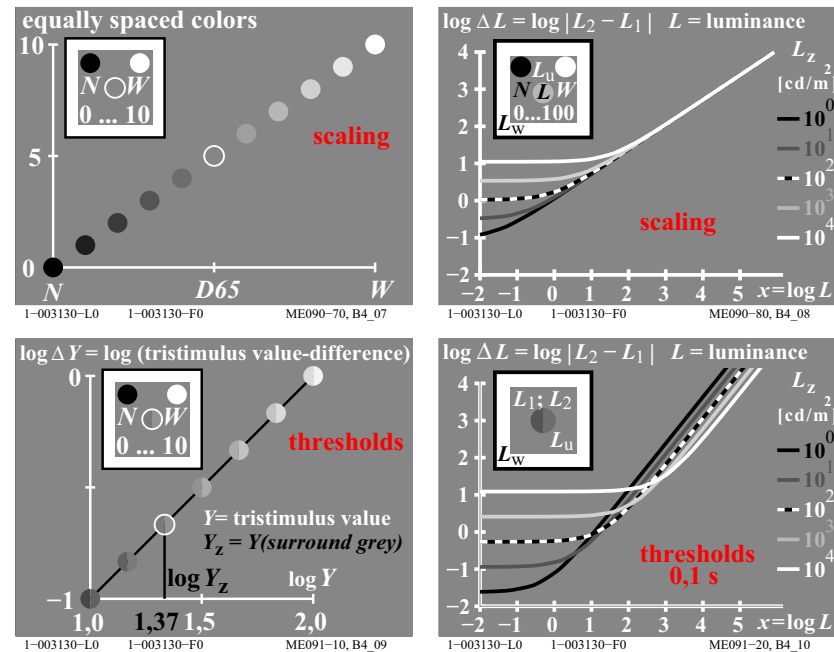 equally spaced colors
10
N W
0 ... 10
5
scaling
0
N D65 W
1−003130−L0 1−003130−F0 ME090−70, B4_07
log Δ L = log | L2 − L1 | L = luminance
4
3
2
1
0
−1
−2
Lu
N L W
0...100
Lw
scaling
Lz
[cd/m2]
10 0
10 1
10 2
10 3
10 4
−2 −1 0 1 2 3 4 5 x = log L
1−003130−L0 1−003130−F0 ME090−80, B4_08
log Δ Y = log (tristimulus value−difference)
0
N W
0 ... 10
thresholds
Y = tristimulus value
Yz = Y(surround grey)
log Yz log Y
−1
1,0 1,37 1,5 2,0
1−003130−L0 1−003130−F0 ME091−10, B4_09
log Δ L = log | L2 − L1 | L = luminance
4
3
2
1
0
−1
−2
L1; L2
Lu
Lw
thresholds
0,1 s
Lz
[cd/m2]
10 0
10 1
10 2
10 3
10 4
−2 −1 0 1 2 3 4 5 x = log L
1−003130−L0 1−003130−F0 ME091−20, B4_10